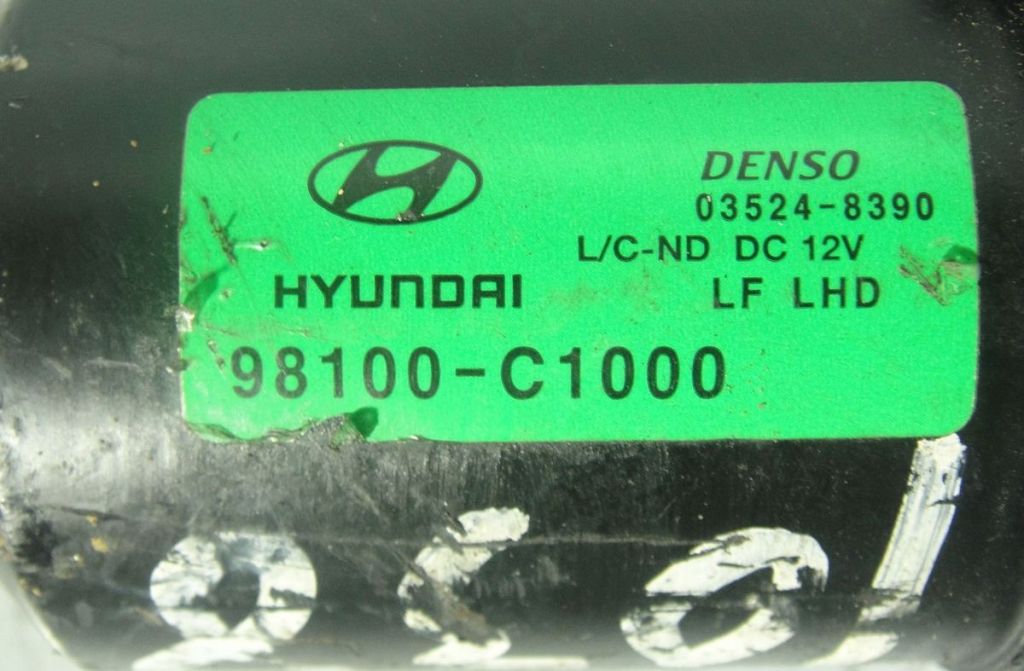 DENSO
03524-8390
L/C-ND DC 12V
HYUNDAI LF LHD
98100-C1000